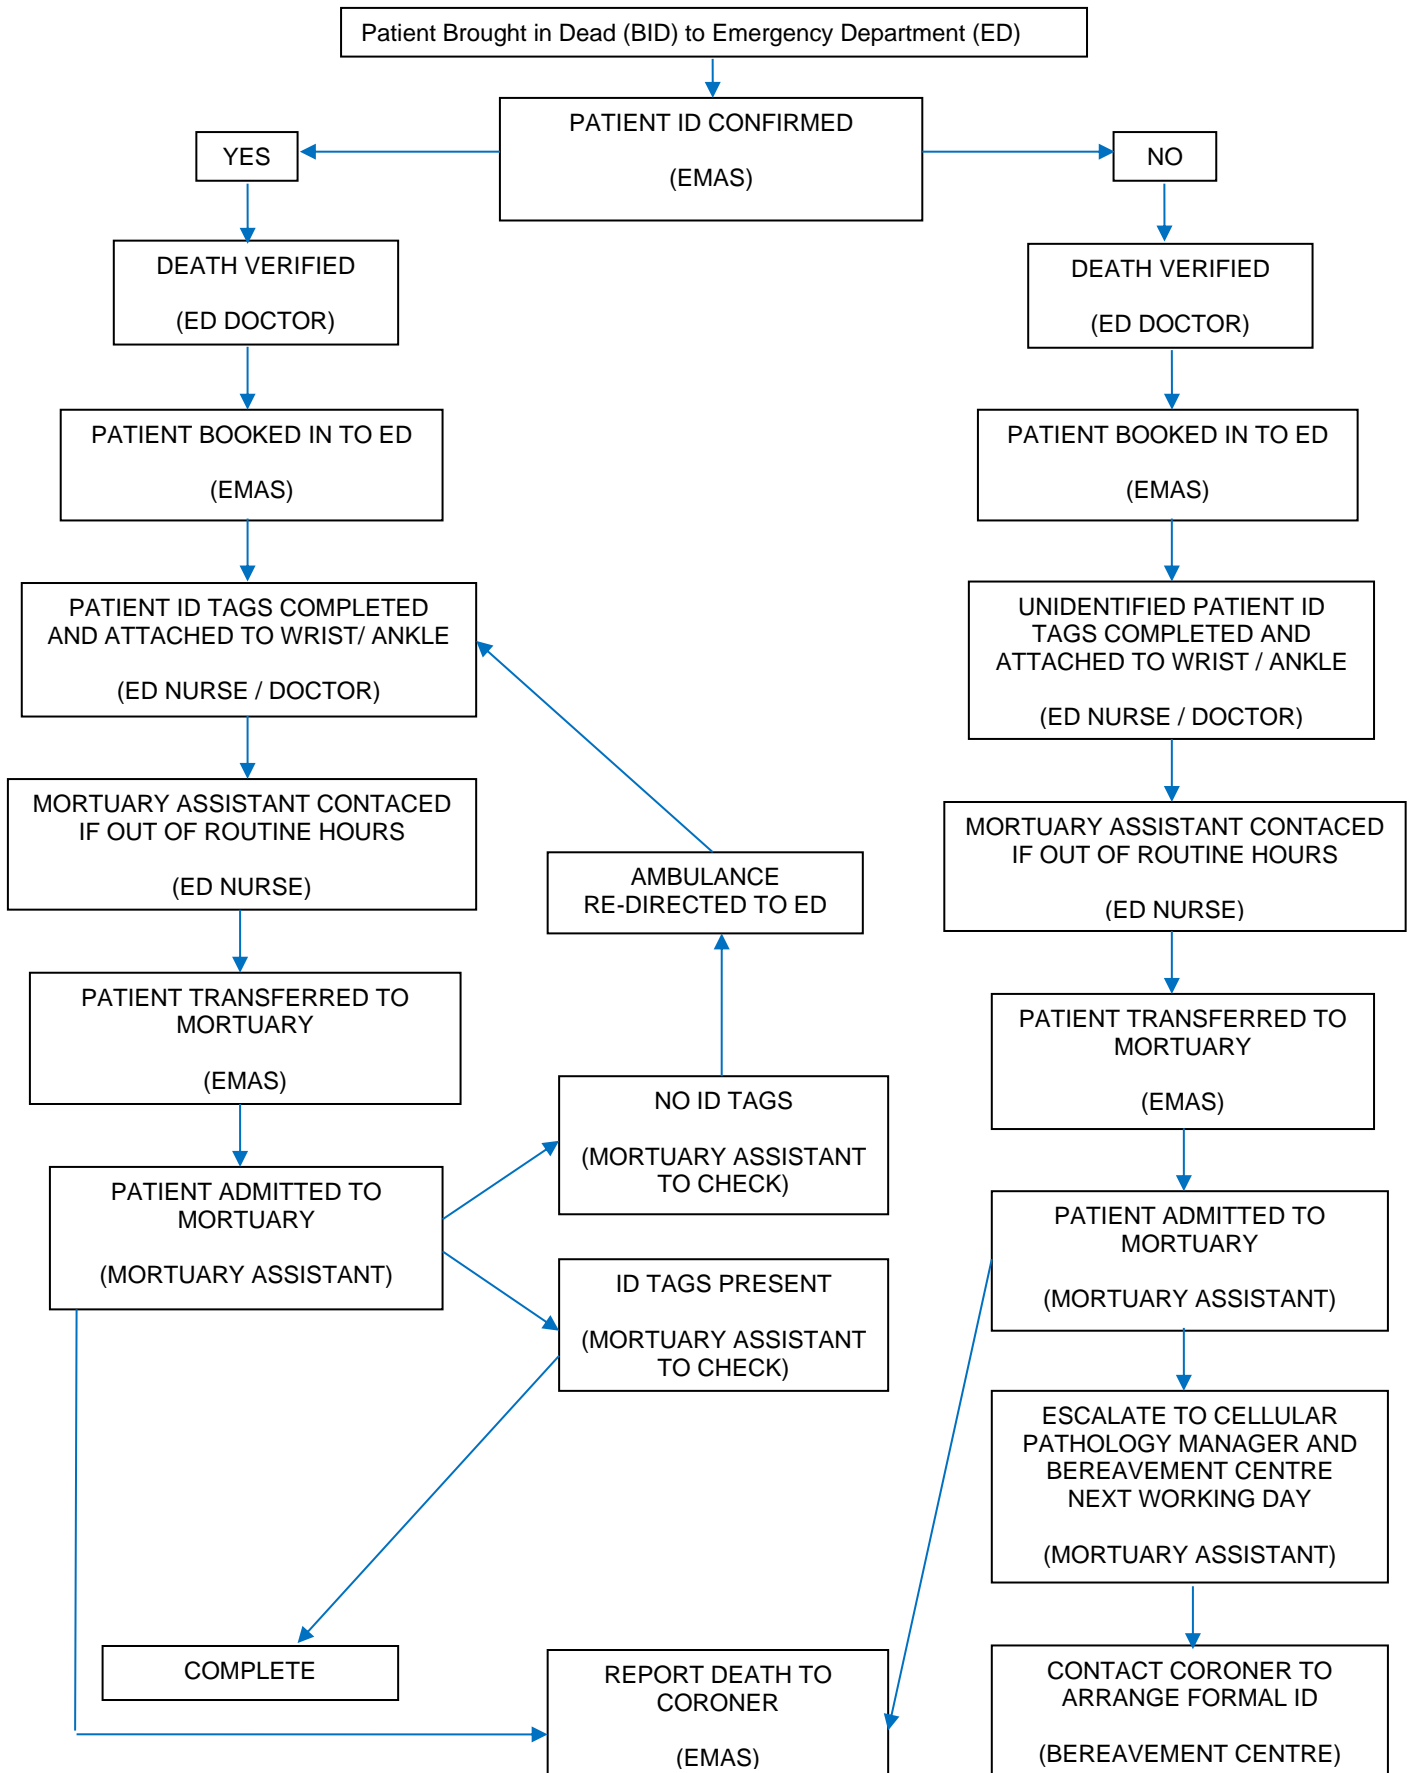 Patient Brought in Dead (BID) to Emergency Department (ED)
PATIENT ID CONFIRMED
(EMAS)
YES
NO
DEATH VERIFIED
(ED DOCTOR)
DEATH VERIFIED
(ED DOCTOR)
PATIENT BOOKED IN TO ED
(EMAS)
PATIENT BOOKED IN TO ED
(EMAS)
PATIENT ID TAGS COMPLETED
AND ATTACHED TO WRIST/ ANKLE
(ED NURSE / DOCTOR)
UNIDENTIFIED PATIENT ID
TAGS COMPLETED AND
ATTACHED TO WRIST / ANKLE
(ED NURSE / DOCTOR)
MORTUARY ASSISTANT CONTACED
IF OUT OF ROUTINE HOURS
(ED NURSE)
AMBULANCE
RE-DIRECTED TO ED
MORTUARY ASSISTANT CONTACED
IF OUT OF ROUTINE HOURS
(ED NURSE)
PATIENT TRANSFERRED TO
MORTUARY
(EMAS)
PATIENT TRANSFERRED TO
MORTUARY
(EMAS)
NO ID TAGS
(MORTUARY ASSISTANT
TO CHECK)
PATIENT ADMITTED TO
MORTUARY
(MORTUARY ASSISTANT)
ID TAGS PRESENT
(MORTUARY ASSISTANT
TO CHECK)
PATIENT ADMITTED TO
MORTUARY
(MORTUARY ASSISTANT)
ESCALATE TO CELLULAR
PATHOLOGY MANAGER AND
BEREAVEMENT CENTRE
NEXT WORKING DAY
(MORTUARY ASSISTANT)
COMPLETE
REPORT DEATH TO
CORONER
(EMAS)
CONTACT CORONER TO
ARRANGE FORMAL ID
(BEREAVEMENT CENTRE)